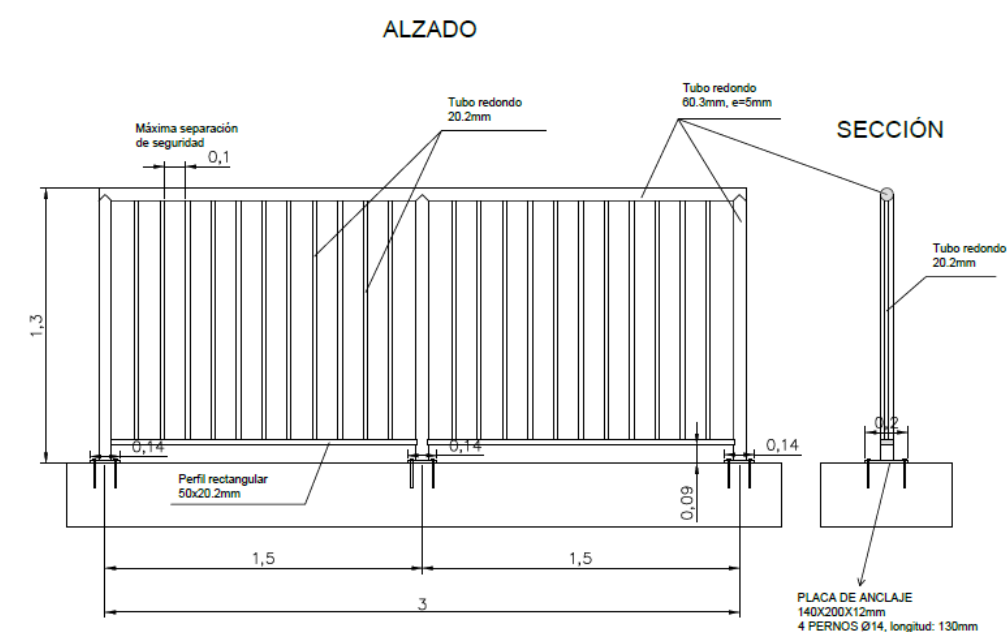 ALZADO
Tubo redondo
20.2mm
Tubo redondo
60.3mm, e=5mm
Máxima separación
de seguridad
0,1
SECCIÓN
Tubo redondo
20.2mm
1,3
0,14
0,14
0,14
0,2
Perfil rectangular
50x20.2mm
0,09
1,5
1,5
3
PLACA DE ANCLAJE
140X200X12mm
4 PERNOS Ø14, longitud: 130mm